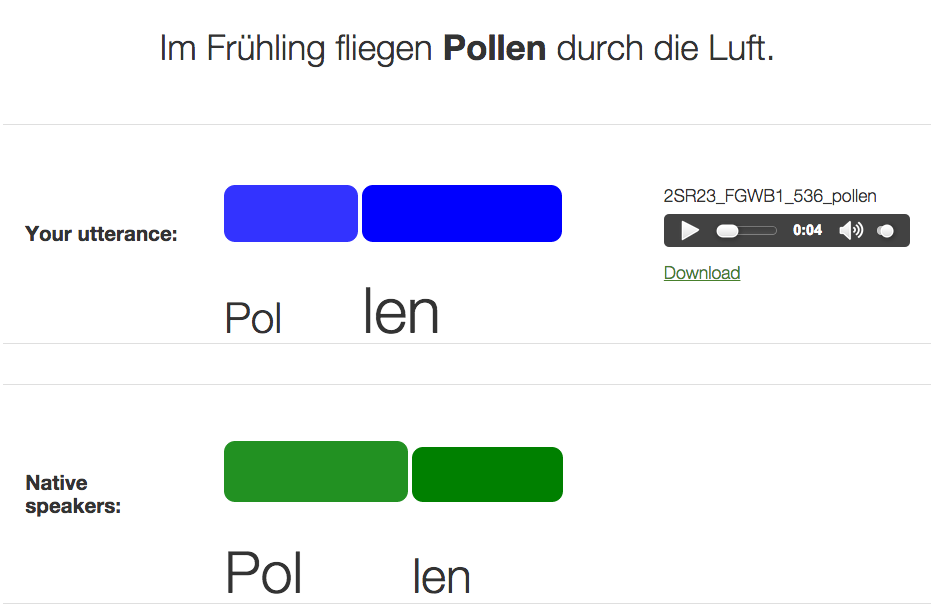 Im Frühling fliegen Pollen durch die Luft.
2SR23_FGWB1_536_pollen
Your utterance:
0:04
Download
Pol len
Native
speakers:
Pol len